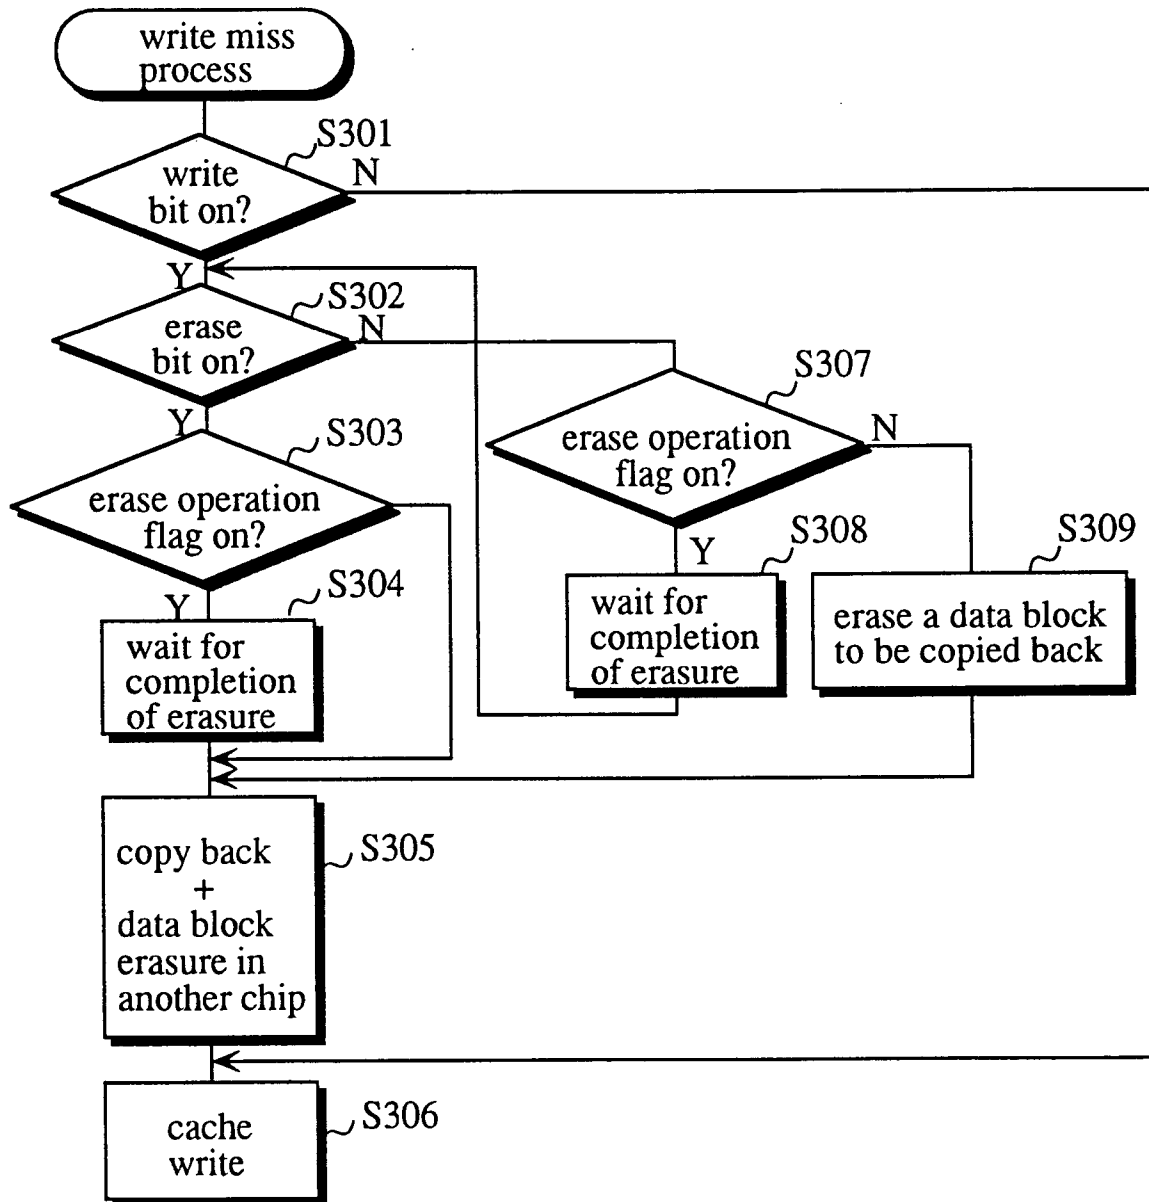 write miss
process
S301
write
bit on?
N
Y
S302
erase
bit on?
N
Y
S307
erase operation
flag on?
N
Y
S303
erase operation
flag on?
Y
S304
wait for
completion
of erasure
S308
wait for
completion
of erasure
S309
erase a data block
to be copied back
S305
copy back
+
data block
erasure in
another chip
S306
cache
write